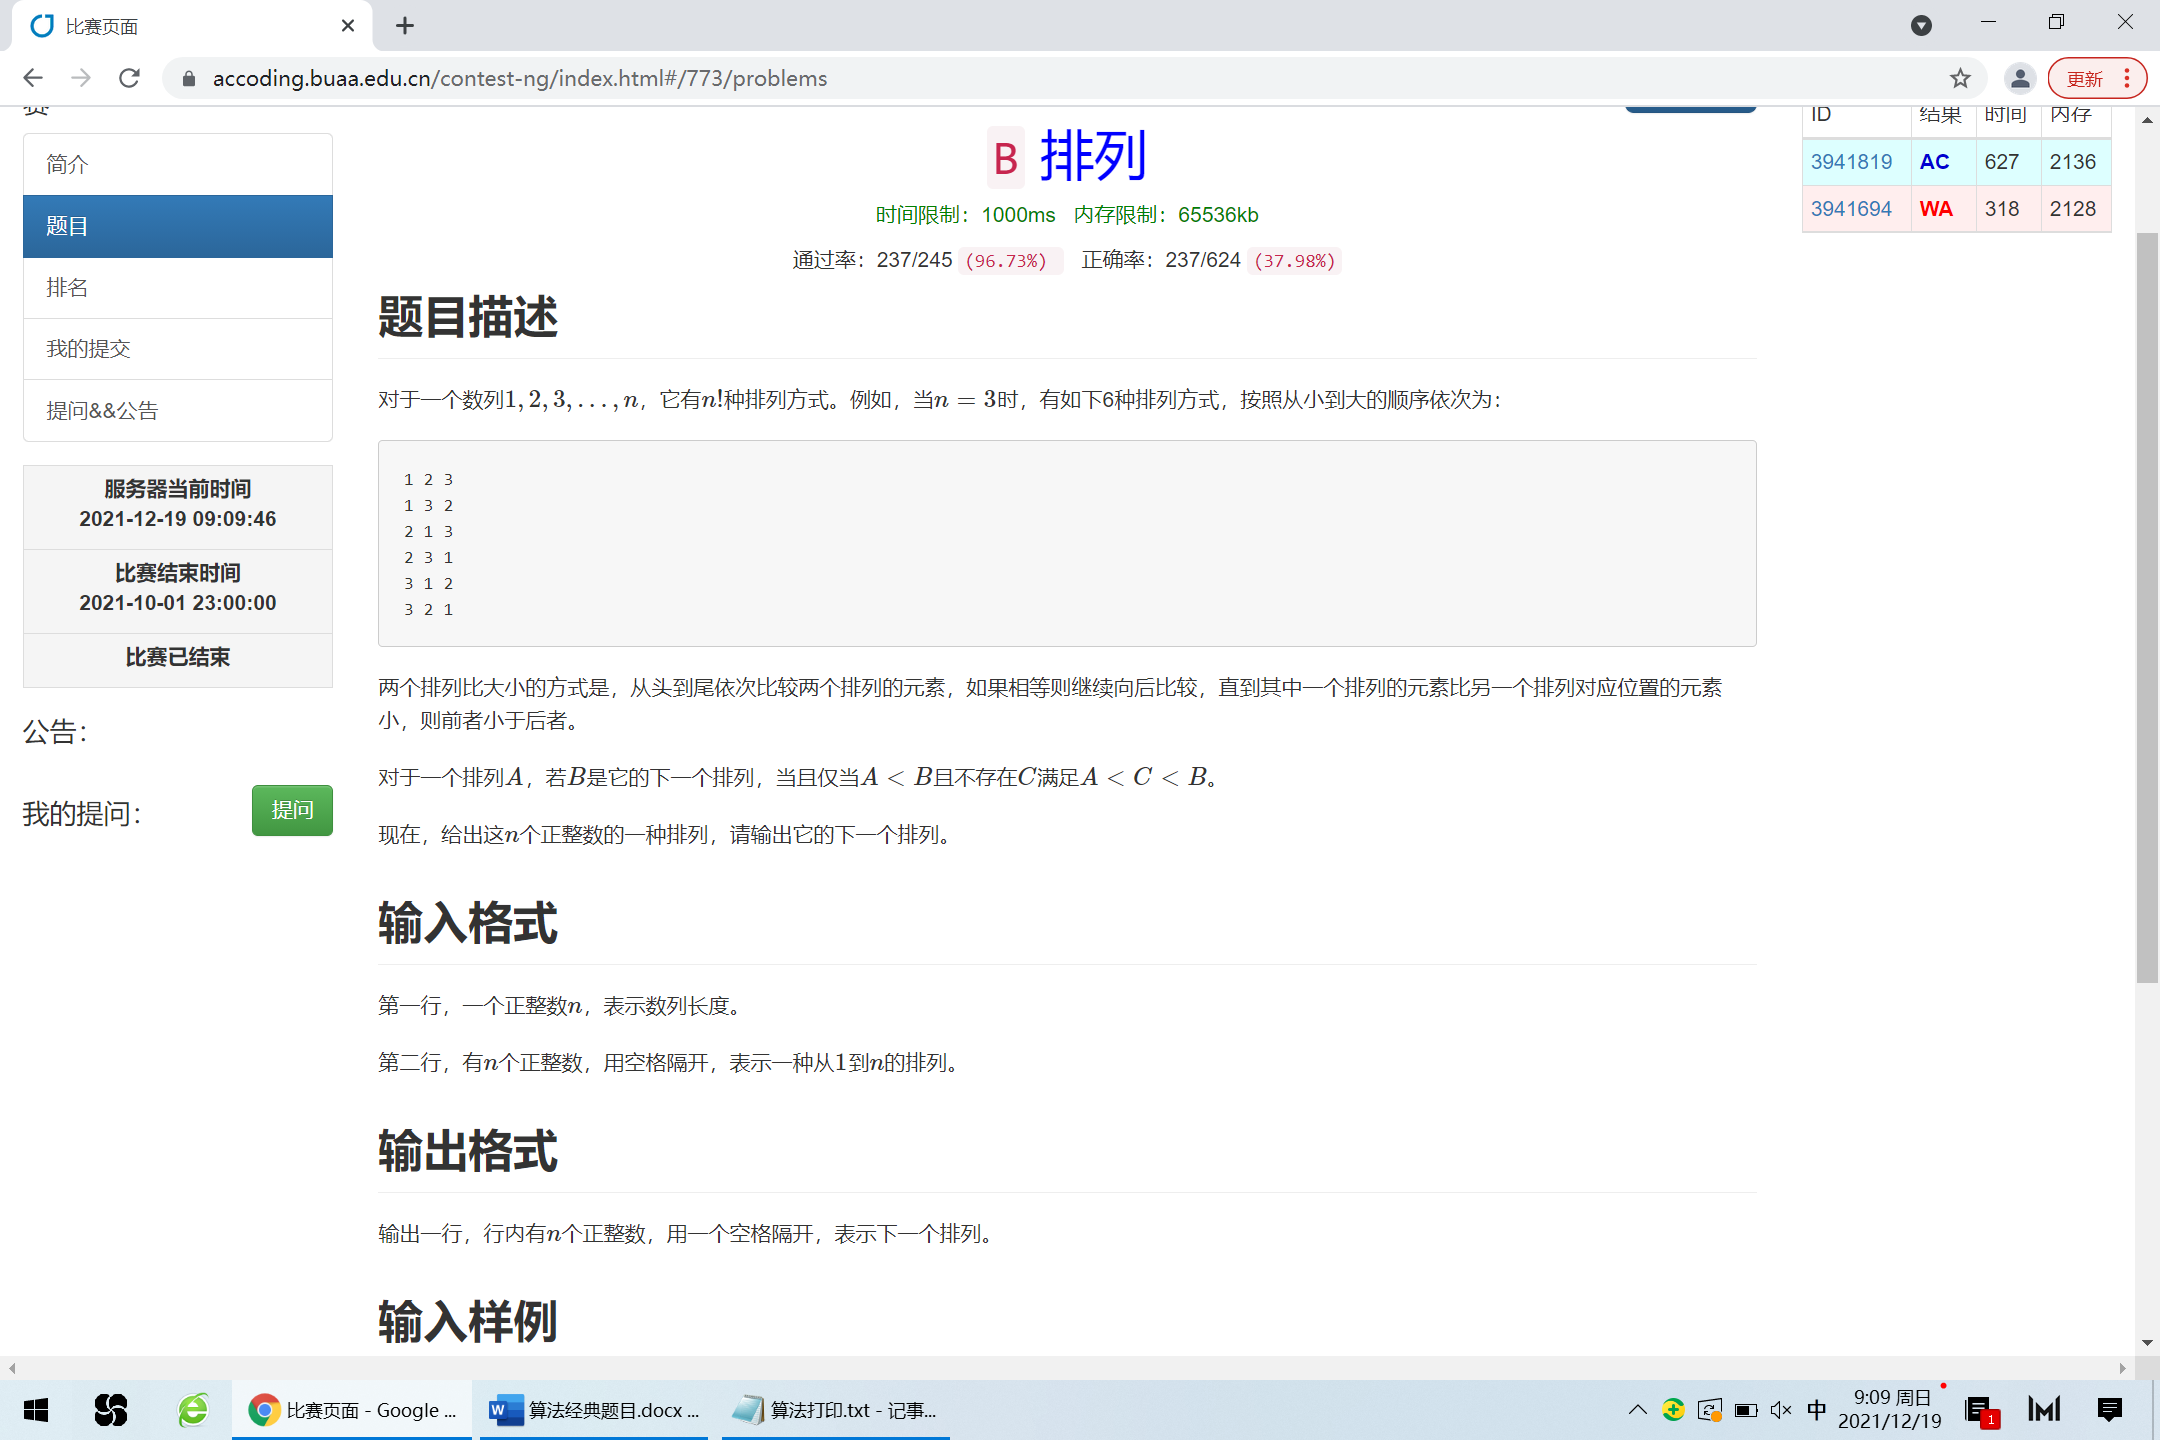 比赛页面
accoding.buaa.edu.cn/contest-ng/index.html#/773/problems
更新
赛
简介
题目
排名
我的提交
提问&&公告
服务器当前时间
2021-12-19 09:09:46
比赛结束时间
2021-10-01 23:00:00
比赛已结束
公告：
我的提问：
提问
B 排列
时间限制：1000ms 内存限制：65536kb
通过率：237/245 (96.73%) 正确率：237/624 (37.98%)
题目描述
对于一个数列1, 2, 3, ..., n，它有n!种排列方式。例如，当n = 3时，有如下6种排列方式，按照从小到大的顺序依次为：
1 2 3
1 3 2
2 1 3
2 3 1
3 1 2
3 2 1
两个排列比大小的方式是，从头到尾依次比较两个排列的元素，如果相等则继续向后比较，直到其中一个排列的元素比另一个排列对应位置的元素
小，则前者小于后者。
对于一个排列A，若B是它的下一个排列，当且仅当A < B且不存在C满足A < C < B。
现在，给出这n个正整数的一种排列，请输出它的下一个排列。
输入格式
第一行，一个正整数n，表示数列长度。
第二行，有n个正整数，用空格隔开，表示一种从1到n的排列。
输出格式
输出一行，行内有n个正整数，用一个空格隔开，表示下一个排列。
输入样例
ID 结果 时间 内存
3941819 AC 627 2136
3941694 WA 318 2128
比赛页面 - Google ...
算法经典题目.docx ...
算法打印.txt - 记事...
中
9:09 周日
2021/12/19
1